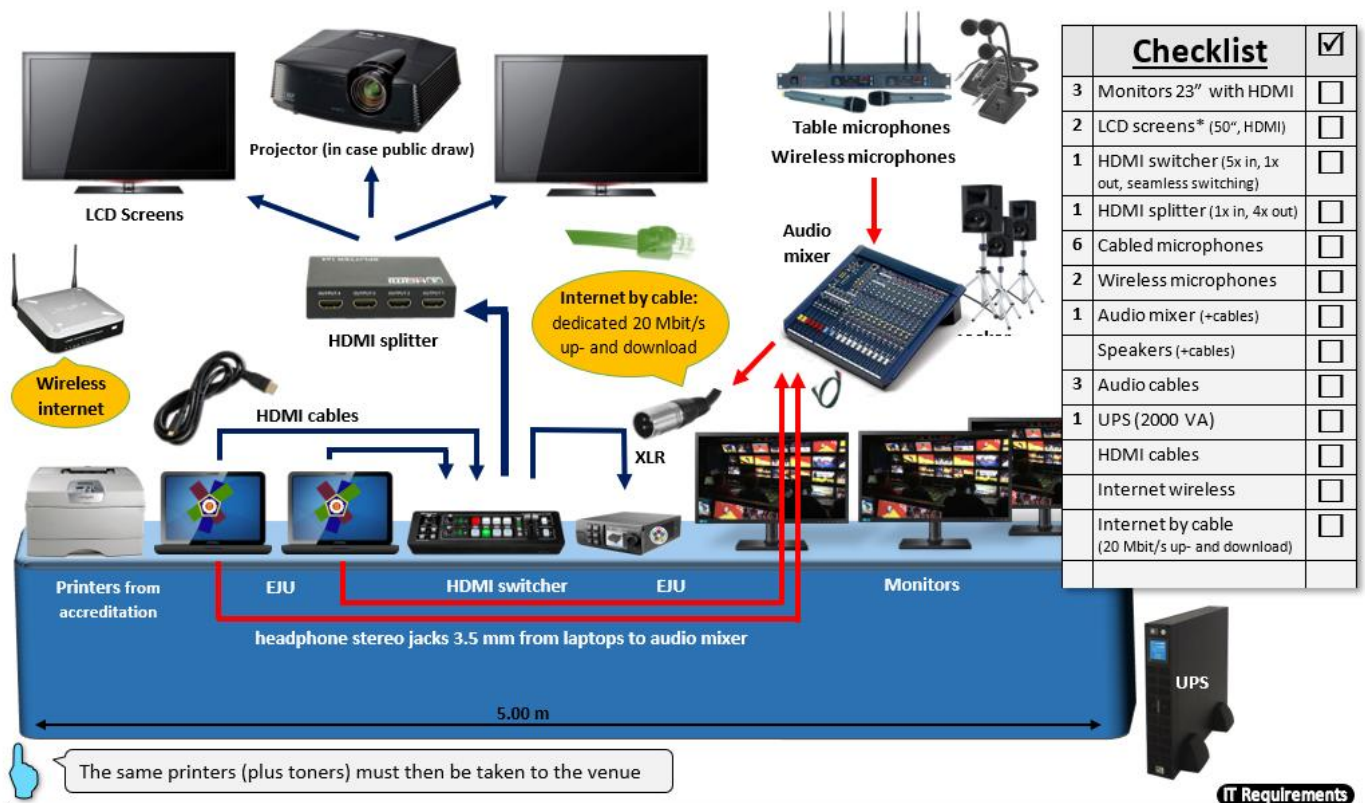 Projector (in case public draw)
LCD Screens
Table microphones
Wireless microphones
Audio
mixer
Internet by cable:
dedicated 20 Mbit/s
up- and download
HDMI splitter
Wireless
internet
HDMI cables
XLR
Printers from
accreditation
EJU
HDMI switcher
EJU
Monitors
headphone stereo jacks 3.5 mm from laptops to audio mixer
5.00 m
UPS
The same printers (plus toners) must then be taken to the venue
IT Requirements
Checklist ☑
3 Monitors 23” with HDMI
2 LCD screens* (50“, HDMI)
1 HDMI switcher (5x in, 1x
out, seamless switching)
1 HDMI splitter (1x in, 4x out)
6 Cabled microphones
2 Wireless microphones
1 Audio mixer (+cables)
Speakers (+cables)
3 Audio cables
1 UPS (2000 VA)
HDMI cables
Internet wireless
Internet by cable
(20 Mbit/s up- and download)